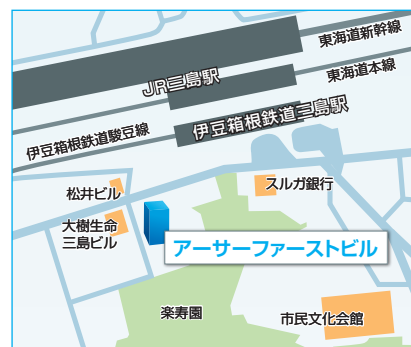 東海道新幹線
JR三島駅
東海道本線
伊豆箱根鉄道三島駅
伊豆箱根鉄道駿豆線
松井ビル
スルガ銀行
大樹生命
三島ビル
アーサーファーストビル
楽寿園
市民文化会館